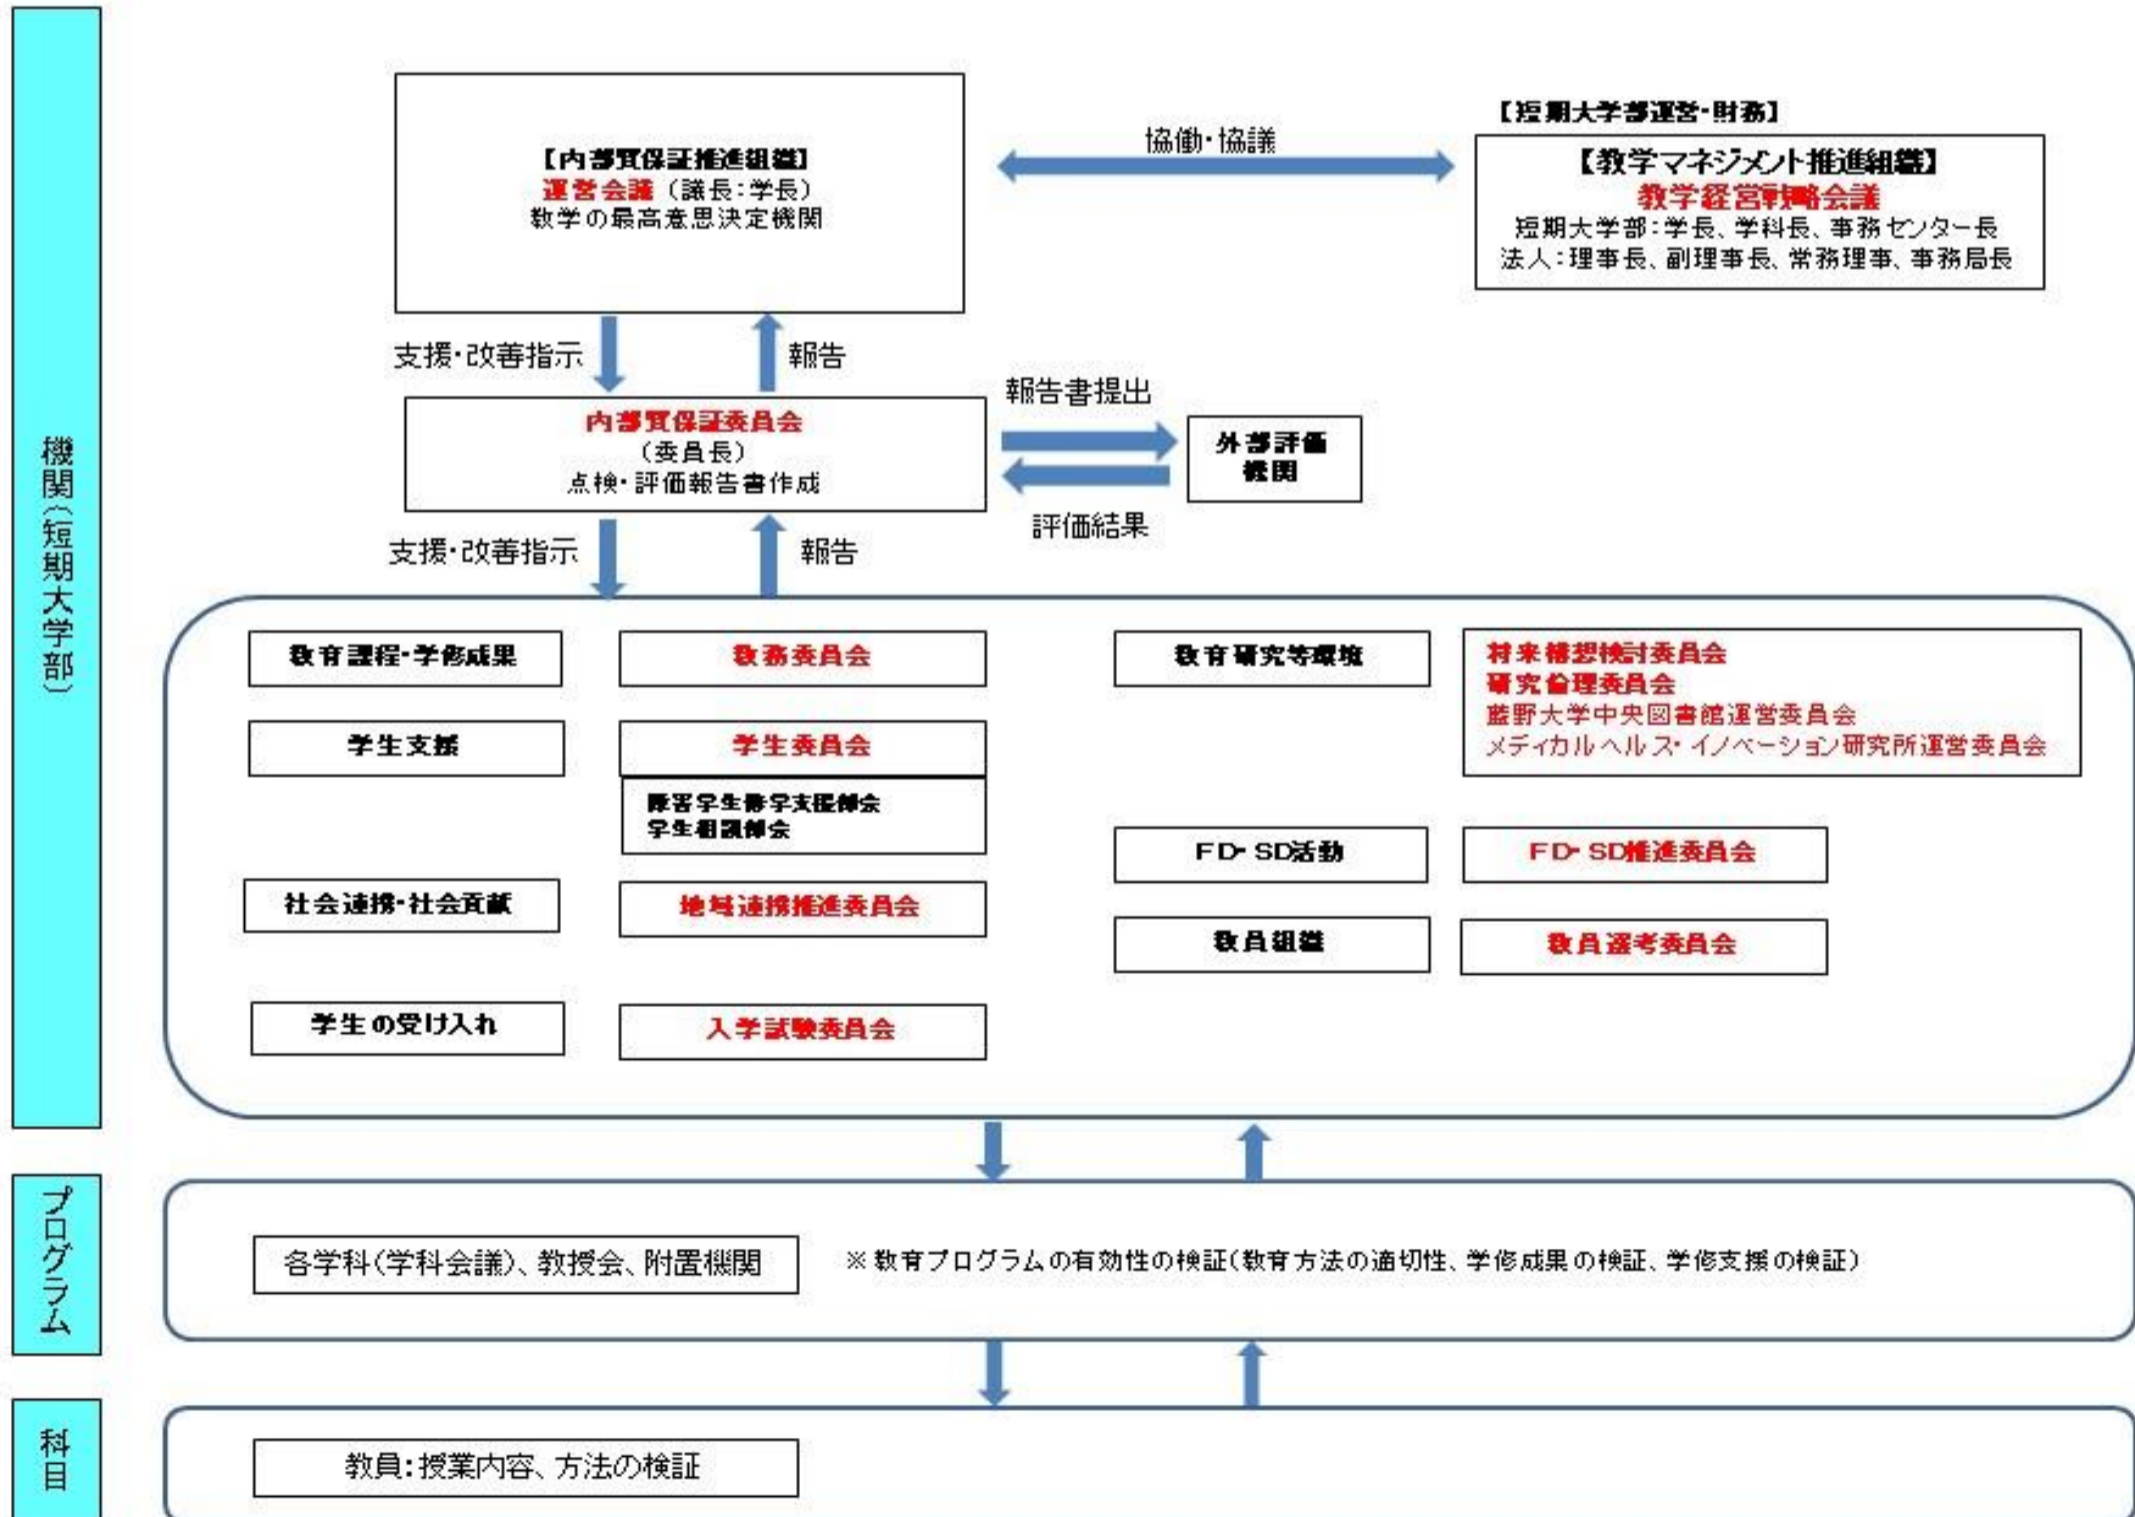 機関（短期大学部）
【内部質保証推進組織】
運営会議（議長：学長）
教学の最高意思決定機関
協働・協議
【短期大学部運営・財務】
【教学マネジメント推進組織】
教学経営戦略会議
短期大学部：学長、学科長、事務センター長
法人：理事長、副理事長、常務理事、事務局長
支援・改善指示
報告
内部質保証委員会
（委員長）
点検・評価報告書作成
報告書提出
外部評価
機関
評価結果
支援・改善指示
報告
教育課程・学修成果
教務委員会
学生支援
学生委員会
障害学生修学支援部会
学生相談部会
社会連携・社会貢献
地域連携推進委員会
学生の受け入れ
入学試験委員会
教育研究等環境
将来構想検討委員会
研究倫理委員会
藍野大学中央図書館運営委員会
メディカルヘルス・イノベーション研究所運営委員会
ＦＤ・ＳＤ活動
ＦＤ・ＳＤ推進委員会
教員組織
教員選考委員会
プログラム
各学科（学科会議）、教授会、附置機関
※教育プログラムの有効性の検証（教育方法の適切性、学修成果の検証、学修支援の検証）
科目
教員：授業内容、方法の検証